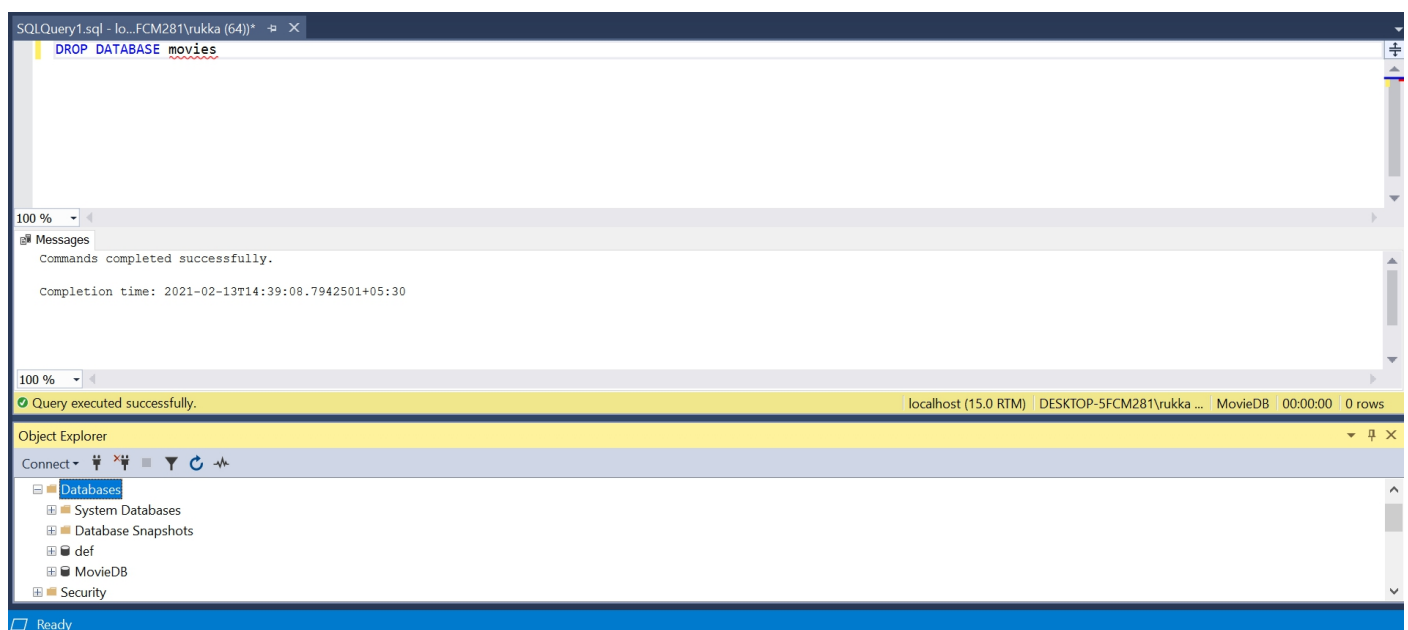 SQLQuery1.sql - lo...FCM281\rukka (64))*
DROP DATABASE movies
100 %
Messages
Commands completed successfully.
Completion time: 2021-02-13T14:39:08.7942501+05:30
100 %
Query executed successfully. localhost (15.0 RTM) DESKTOP-5FCM281\rukka ... MovieDB 00:00:00 0 rows
Object Explorer
Connect
Databases
System Databases
Database Snapshots
def
MovieDB
Security
Ready